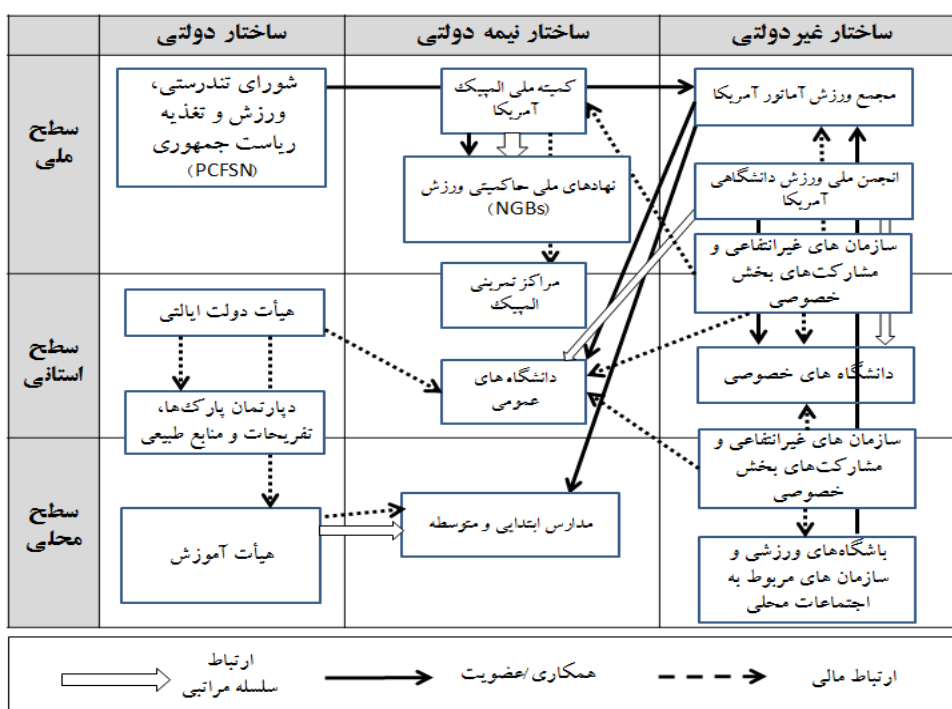 ساختار دولتی
ساختار نیمه دولتی
ساختار غیردولتی
سطح
ملی
شورای تندرستی،
ورزش و تغذیه
ریاست جمهوری
(PCFSN)
کمیته ملی المپیک
آمریکا
مجمع ورزش آماتور آمریکا
نهادهای ملی حاکمیتی ورزش
(NGBs)
انجمن ملی ورزش دانشگاهی
آمریکا
سازمان های غیرانتفاعی و
مشارکت‌های بخش
خصوصی
مراکز تمرینی
المپیک
سطح
استانی
هیأت دولت ایالتی
دانشگاه های
عمومی
دانشگاه های خصوصی
دپارتمان پارک‌ها،
تفریحات و منابع طبیعی
سطح
محلی
سازمان های غیرانتفاعی و
مشارکت‌های بخش
خصوصی
هیأت آموزش
مدارس ابتدایی و متوسطه
باشگاه‌های ورزشی و
سازمان های مربوط به
اجتماعات محلی
ارتباط
سلسله مراتبی
همکاری/عضویت
ارتباط مالی